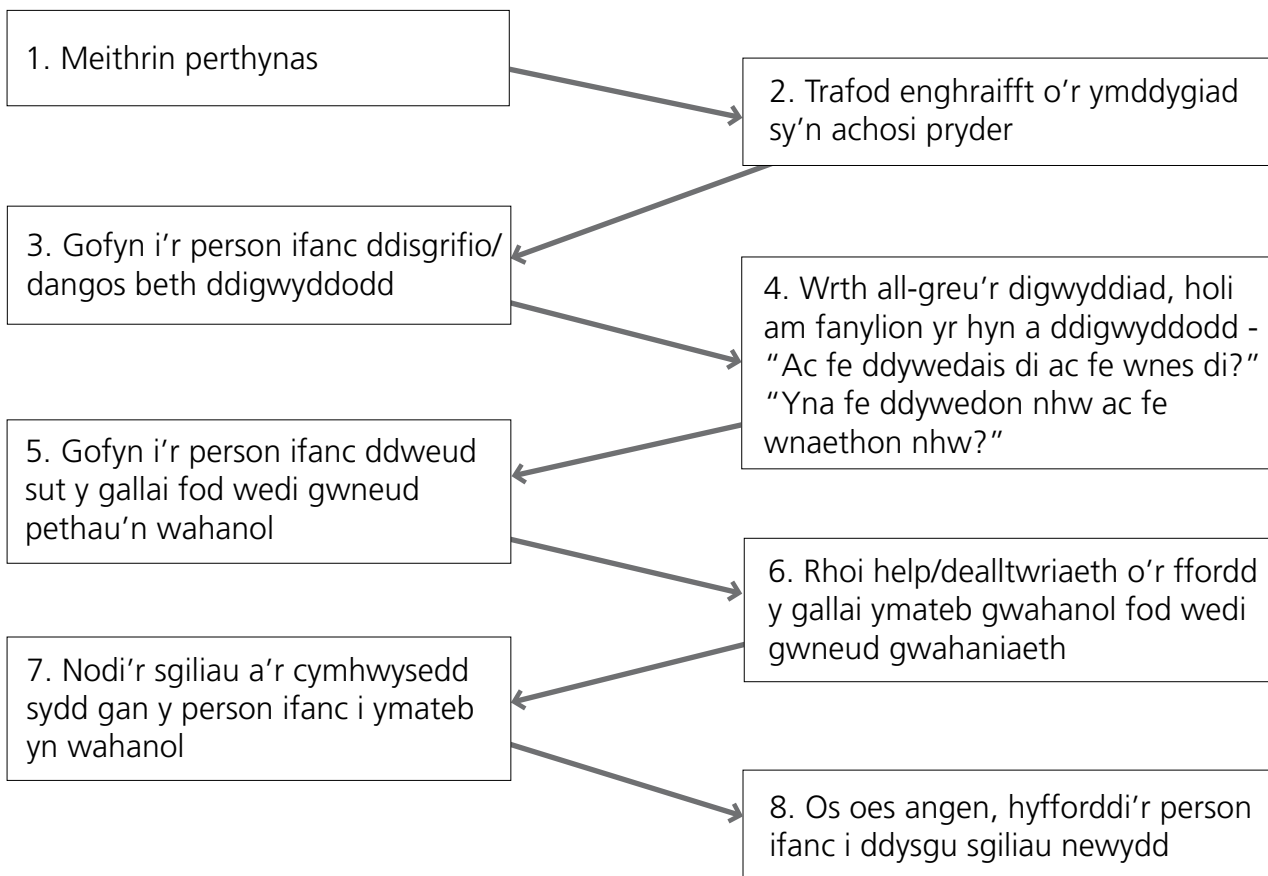 1. Meithrin perthynas
2. Trafod enghraifft o'r ymddygiad
sy'n achosi pryder
3. Gofyn i'r person ifanc ddisgrifio/
dangos beth ddigwyddodd
4. Wrth all-greu'r digwyddiad, holi
am fanylion yr hyn a ddigwyddodd -
“Ac fe ddywedais di ac fe wnes di?”
“Yna fe ddywedon nhw ac fe
wnaethon nhw?”
5. Gofyn i'r person ifanc ddweud
sut y gallai fod wedi gwneud
pethau'n wahanol
6. Rhoi help/dealltwriaeth o'r ffordd
y gallai ymateb gwahanol fod wedi
gwneud gwahaniaeth
7. Nodi'r sgiliau a'r cymhwysedd
sydd gan y person ifanc i ymateb
yn wahanol
8. Os oes angen, hyfforddi'r person
ifanc i ddysgu sgiliau newydd